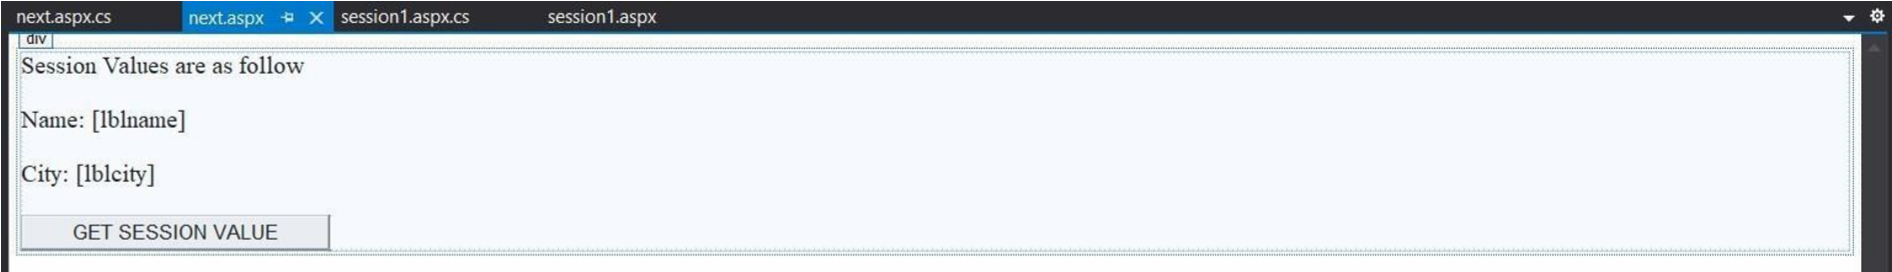 next.aspx.cs next.aspx session1.aspx.cs session1.aspx
div
Session Values are as follow
Name: [lblname]
City: [lblcity]
GET SESSION VALUE